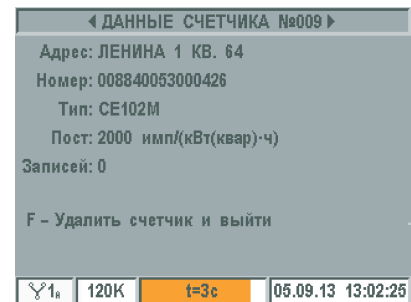 ДАННЫЕ СЧЕТЧИКА №009
Адрес: ЛЕНИНА 1 КВ. 64
Номер: 008840053000426
Тип: CE102M
Пост: 2000 имп/(кВт(квар)·ч)
Записей: 0
F – Удалить счетчик и выйти
1в 120K t=3c 05.09.13 13:02:25